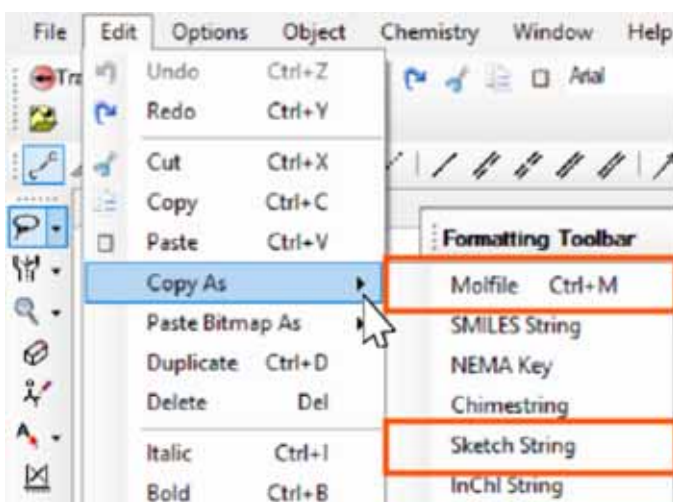 File Edit Options Object Chemistry Window Help
Undo Ctrl+Z
Arial
Redo Ctrl+Y
Cut Ctrl+X
Copy Ctrl+C
Paste Ctrl+V
Formatting Toolbar
Copy As
Molfile Ctrl+M
Paste Bitmap As
SMILES String
Duplicate Ctrl+D
NEMA Key
Delete Del
Chimestring
Italic Ctrl+I
Sketch String
Bold Ctrl+B
InChI String